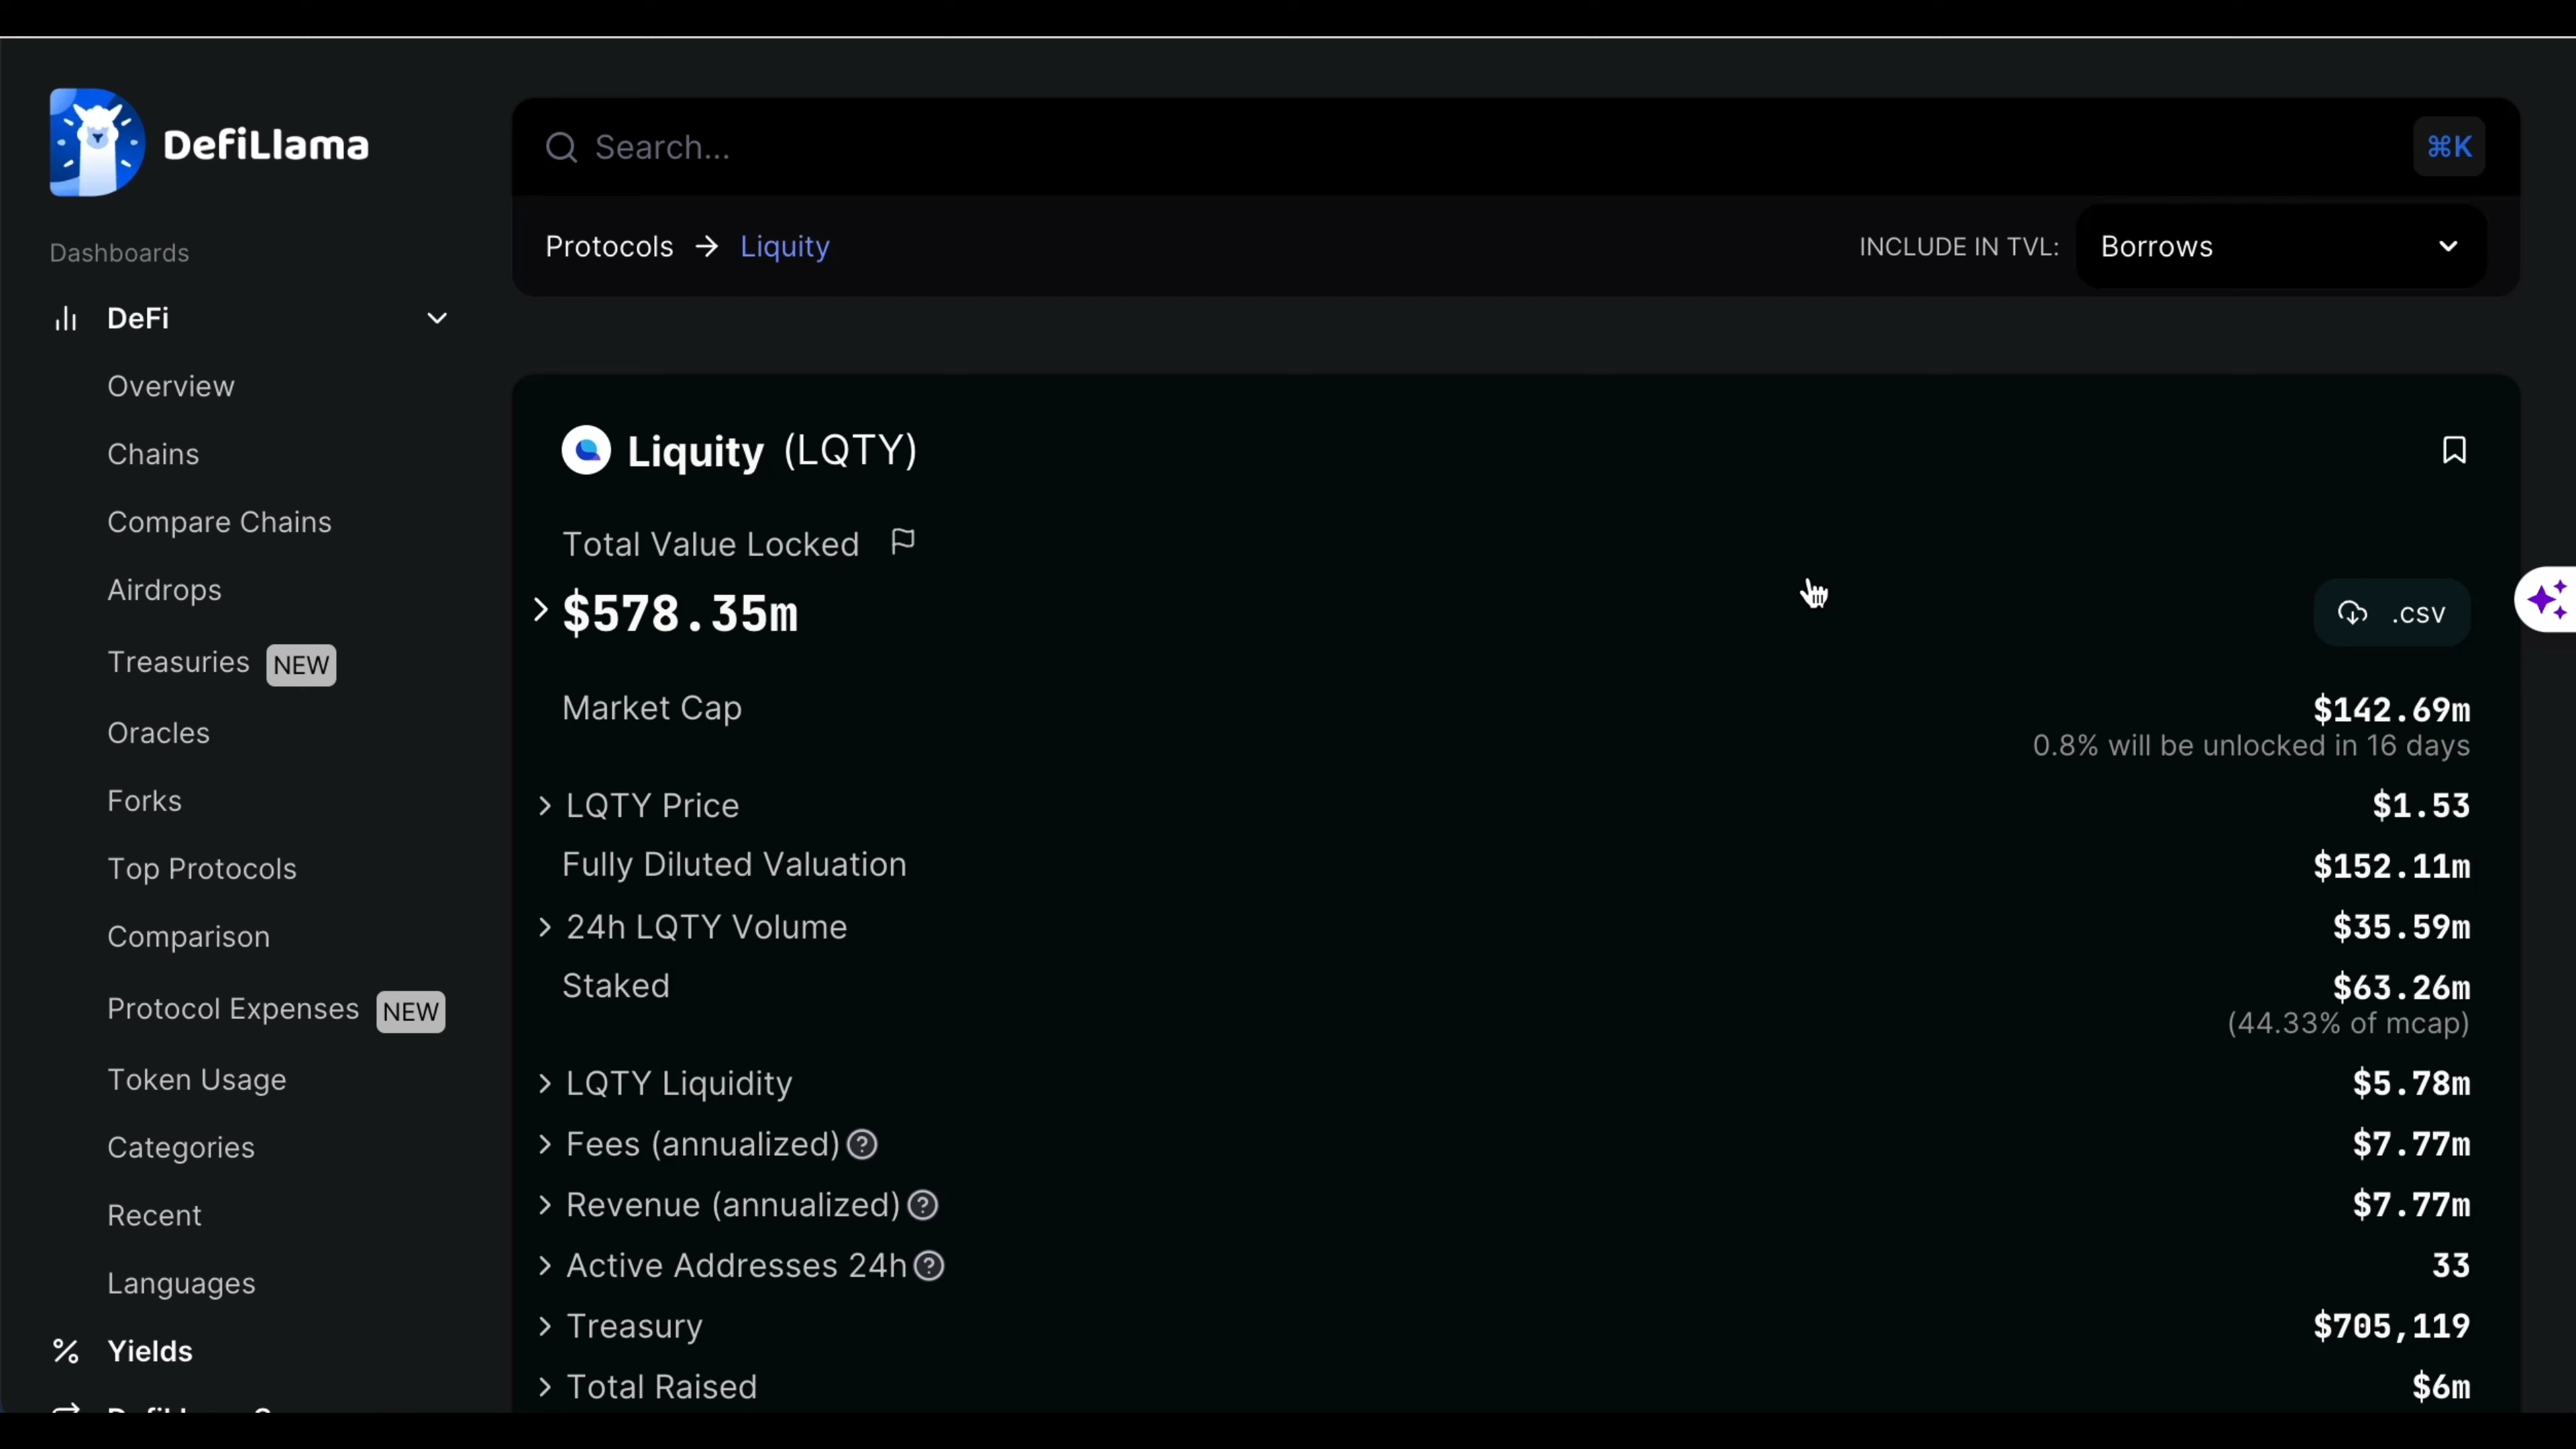 DefiLlama
Search...
⌘K
Protocols → Liquity
INCLUDE IN TVL:
Borrows
Dashboards
DeFi
Overview
Chains
Compare Chains
Airdrops
Treasuries NEW
Oracles
Forks
Top Protocols
Comparison
Protocol Expenses NEW
Token Usage
Categories
Recent
Languages
Yields
Liquity (LQTY)
Total Value Locked
$578.35m
.csv
Market Cap $142.69m
0.8% will be unlocked in 16 days
LQTY Price $1.53
Fully Diluted Valuation $152.11m
24h LQTY Volume $35.59m
Staked $63.26m
(44.33% of mcap)
LQTY Liquidity $5.78m
Fees (annualized) $7.77m
Revenue (annualized) $7.77m
Active Addresses 24h 33
Treasury $705,119
Total Raised $6m